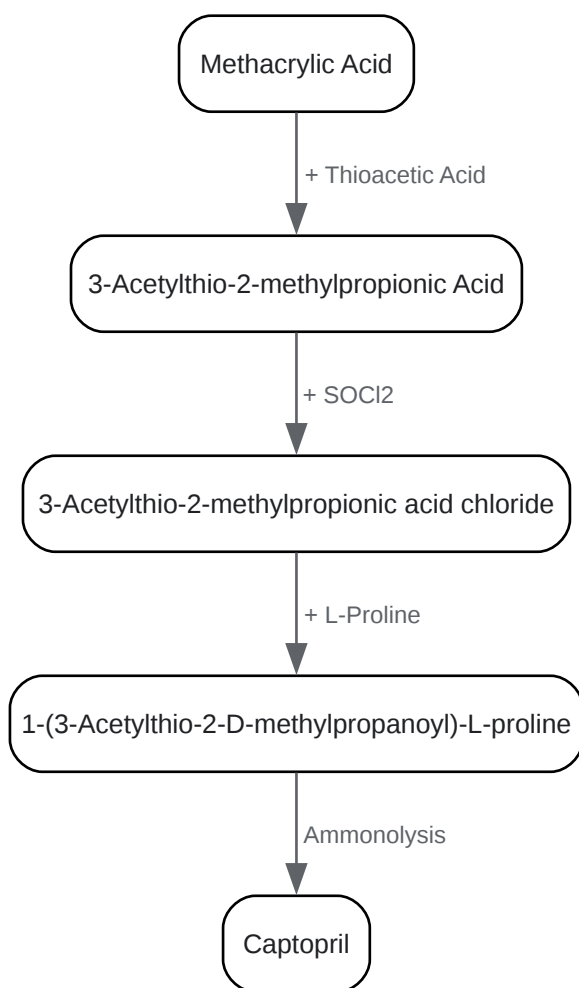 Methacrylic Acid
+ Thioacetic Acid
3-Acetylthio-2-methylpropionic Acid
+ SOCl2
3-Acetylthio-2-methylpropionic acid chloride
+ L-Proline
1-(3-Acetylthio-2-D-methylpropanoyl)-L-proline
Ammonolysis
Captopril